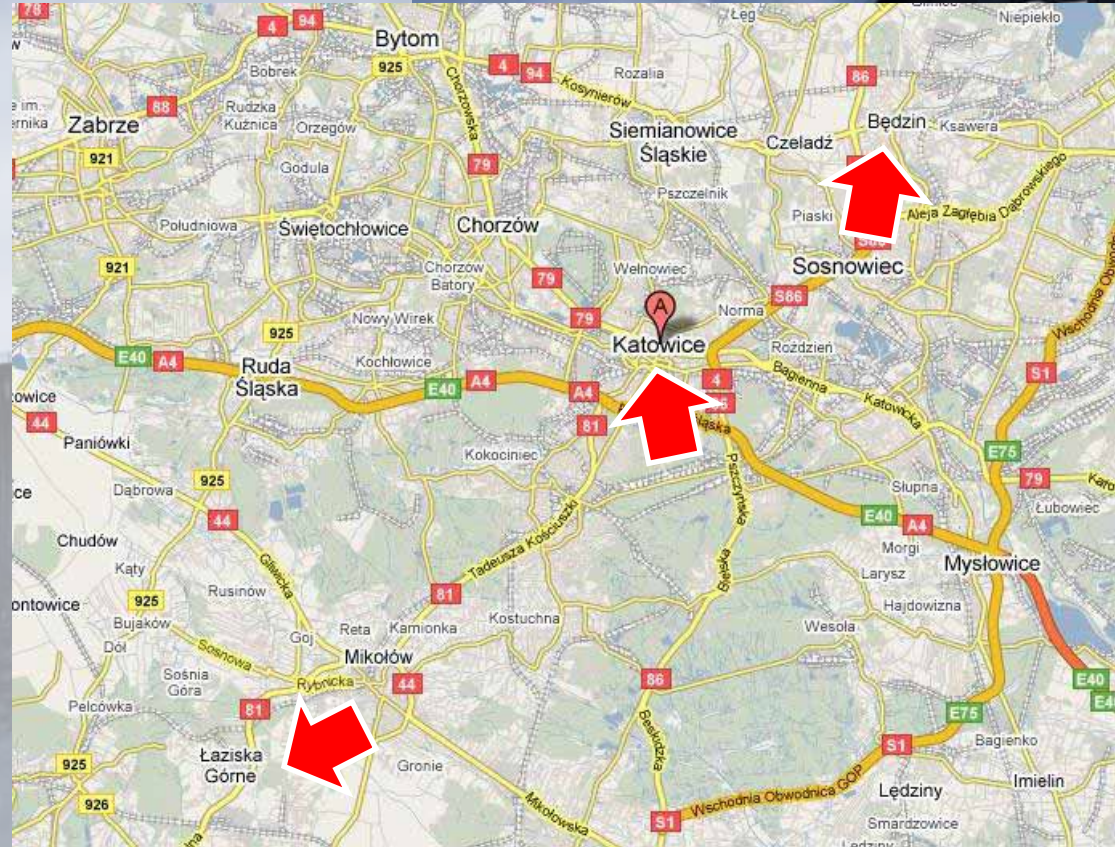 78
4
94
Bytom
Łęg
Niepiekło
925
4
94
Rozalia
86
Bobrek
Chorzowska
Kosynierów
88
Rudzka
Kuźnica
Orzegów
Zabrze
Siemianowice
Śląskie
Czeladź
Będzin
Ksawera
921
Godula
79
Pszczelnik
Aleja Zagłębia Dąbrowskiego
Południowa
Świętochłowice
Chorzów
Piaski
S86
921
Chorzów
Batory
79
Wełnowiec
Sosnowiec
S86
Norma
A
Nowy Wirek
79
925
Katowice
Roździeń
Wschodnia
E40
A4
Ruda
Śląska
Kochłowice
E40
A4
A4
4
Bagienna
Katowicka
S1
44
81
Paniówki
Kokociniec
E75
Pszczyńska
79
925
Dąbrowa
Słupna
Łubowiec
44
E40
A4
Chudów
Tadeusza Kościuszki
Morgi
Mysłowice
Kąty
Gliwicka
Bielska
Larysz
Rusinów
925
81
Hajdowizna
Bujaków
Kostuchna
Wesoła
Goj
Reta
Kamionka
Dół
Sosnowa
Mikołów
Sośnia
Góra
Rybnicka
44
86
E40
Pelcówka
81
E75
Beskidzka
S1
Bagienko
925
Łaziska
Górne
Gronie
Imielin
926
Mikołowska
Wschodnia Obwodnica GOP
Lędziny
S1
Smardzowice
Lędziny